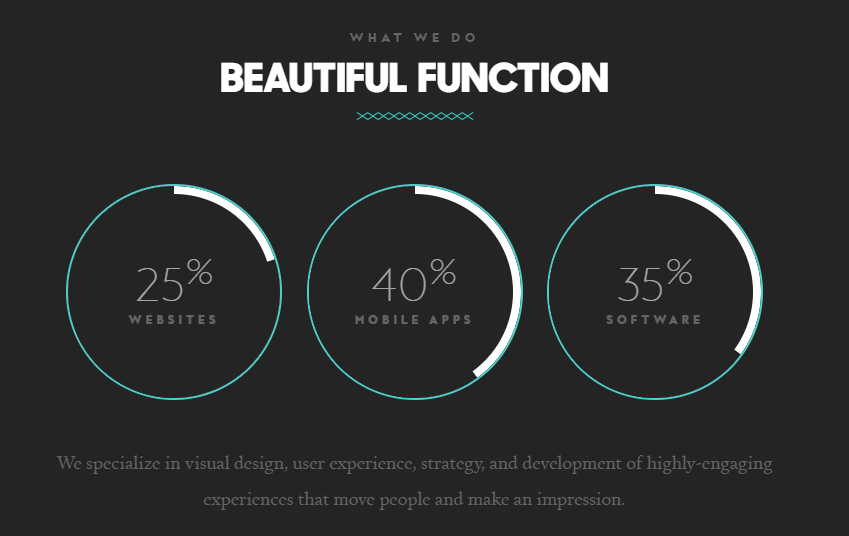 WHAT WE DO
BEAUTIFUL FUNCTION
25%
WEBSITES
40%
MOBILE APPS
35%
SOFTWARE
We specialize in visual design, user experience, strategy, and development of highly-engaging
experiences that move people and make an impression.